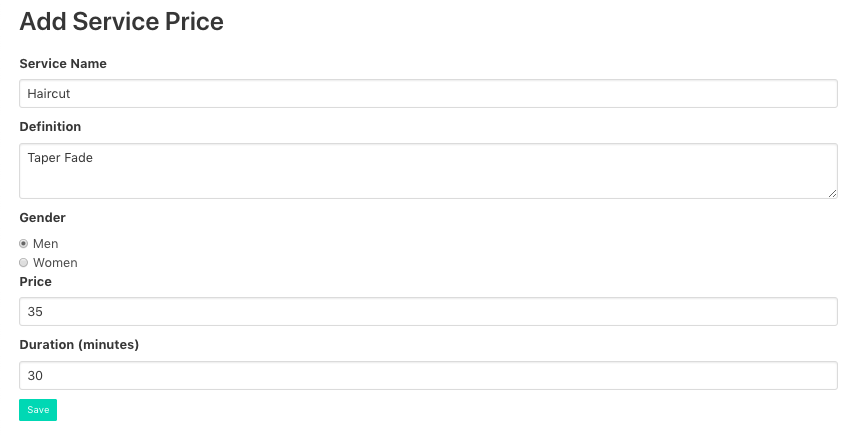 Add Service Price
Service Name
Haircut
Definition
Taper Fade
Gender
Men
Women
Price
35
Duration (minutes)
30
Save